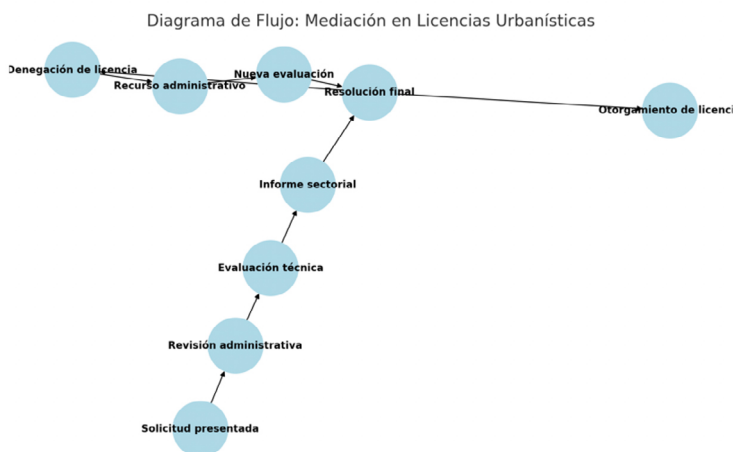 Diagrama de Flujo: Mediación en Licencias Urbanísticas
Denegación de licencia
Recurso administrativo
Nueva evaluación
Resolución final
Otorgamiento de licenci
Informe sectorial
Evaluación técnica
Revisión administrativa
Solicitud presentada